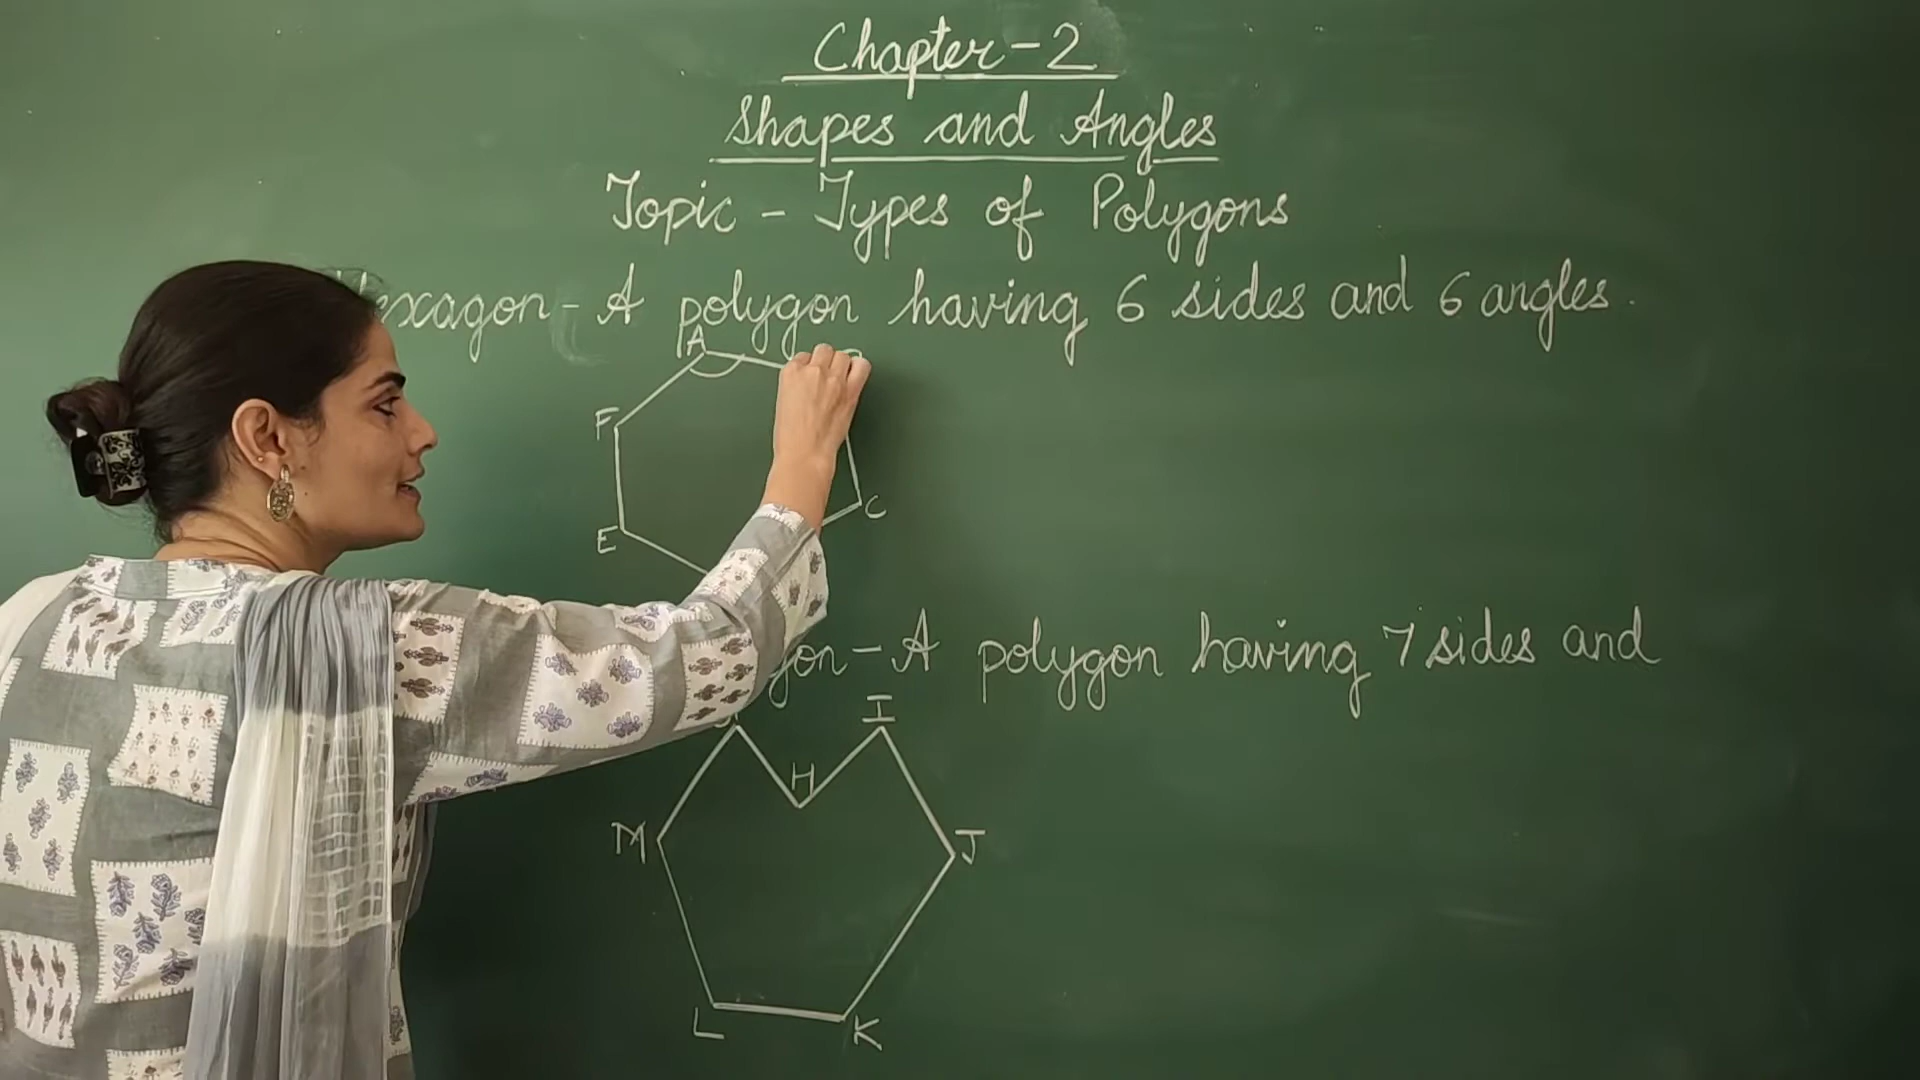 Chapter-2
Shapes and Angles
Topic - Types of Polygons
exagon - A polygon having 6 sides and 6 angles.
A
F
C
E
gon - A polygon having 7 sides and
I
H
M
J
L
K